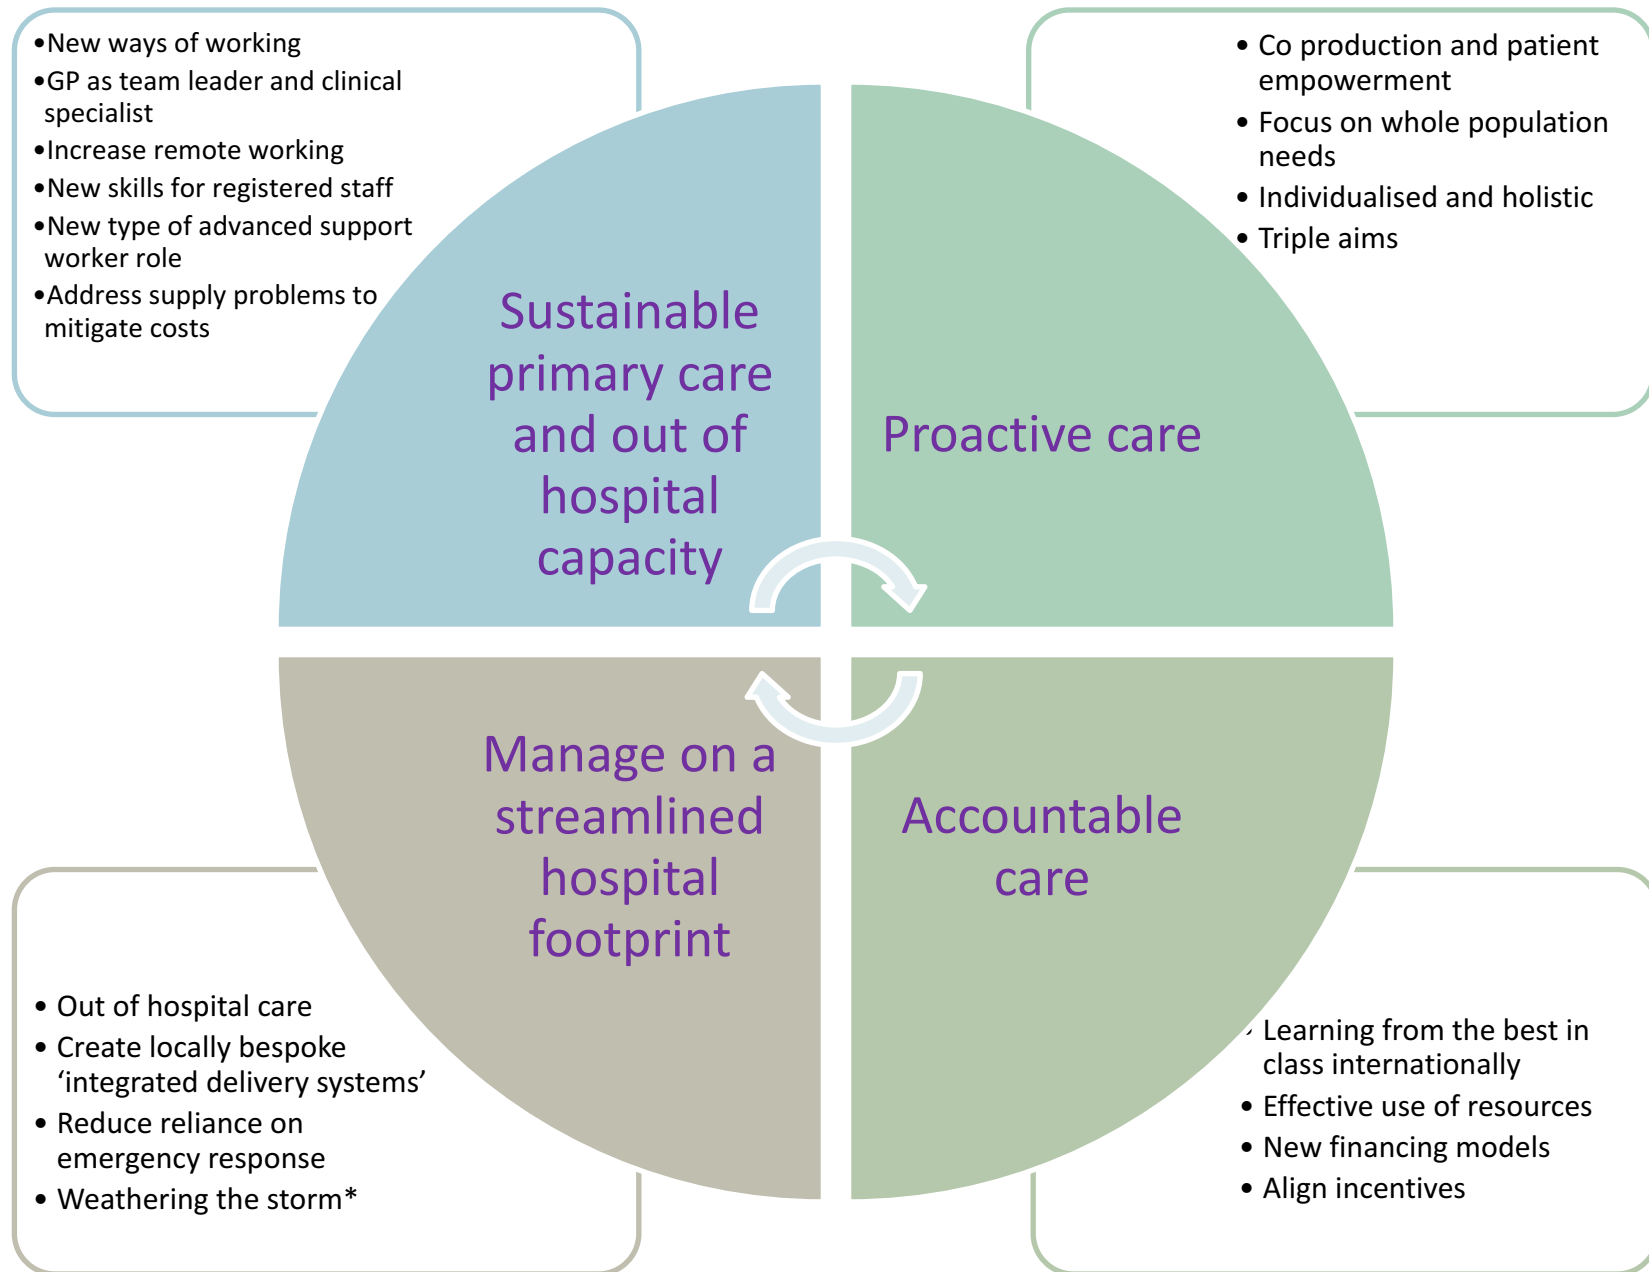 •New ways of working
•GP as team leader and clinical
specialist
•Increase remote working
•New skills for registered staff
•New type of advanced support
worker role
•Address supply problems to
mitigate costs
• Co production and patient
empowerment
• Focus on whole population
needs
• Individualised and holistic
• Triple aims
Sustainable
primary care
and out of
hospital
capacity
Proactive care
Manage on a
streamlined
hospital
footprint
Accountable
care
• Out of hospital care
• Create locally bespoke
‘integrated delivery systems’
• Reduce reliance on
emergency response
• Weathering the storm*
• Learning from the best in
class internationally
• Effective use of resources
• New financing models
• Align incentives